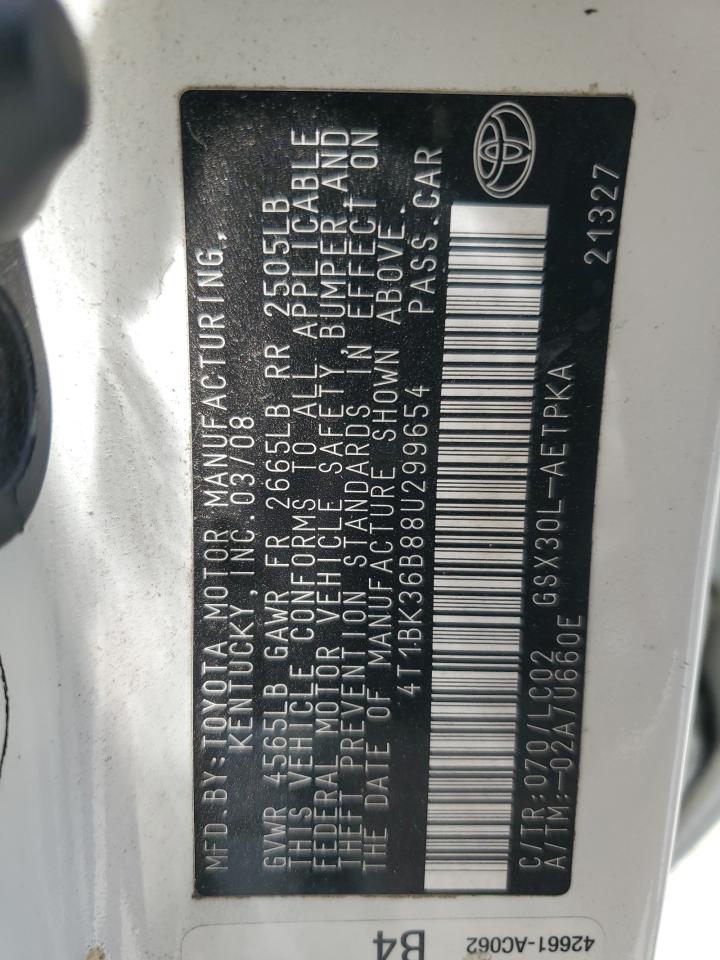 MFD.BY:TOYOTA MOTOR MANUFACTURING,
KENTUCKY,INC.03/08
GVWR 4565LB GAWR FR 2665LB RR 2505LB
THIS VEHICLE CONFORMS TO ALL APPLICABLE
FEDERAL MOTOR VEHICLE SAFETY, BUMPER AND
THEFT PREVENTION STANDARDS IN EFFECT ON
THE DATE OF MANUFACTURE SHOWN ABOVE.
4T1BK36B88U299654 PASS.CAR
C/TR:070/LC02 GSX30L-AETPKA 21327
A/TM:-02A/U660E
42661-AC062
B4